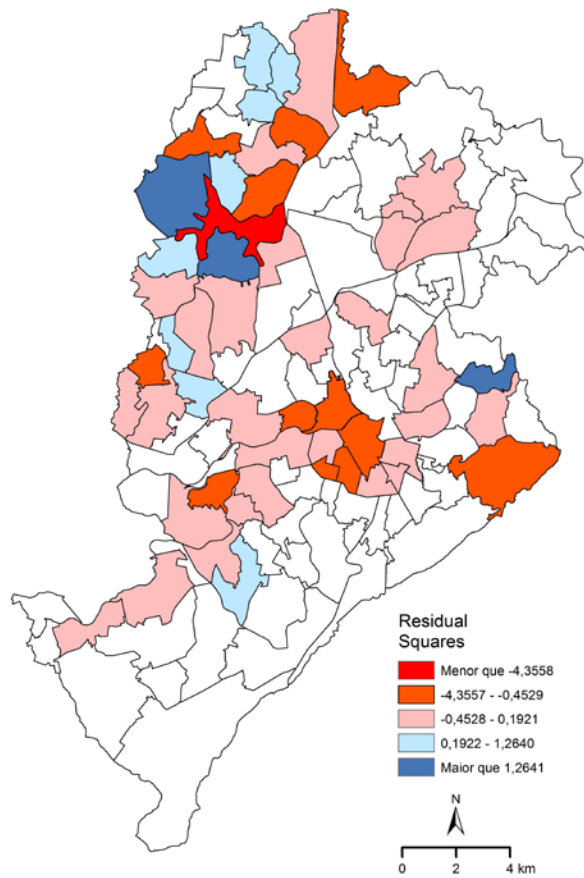 Residual
Squares
Menor que -4,3558
-4,3557 - -0,4529
-0,4528 - 0,1921
0,1922 - 1,2640
Maior que 1,2641
N
0 2 4 km